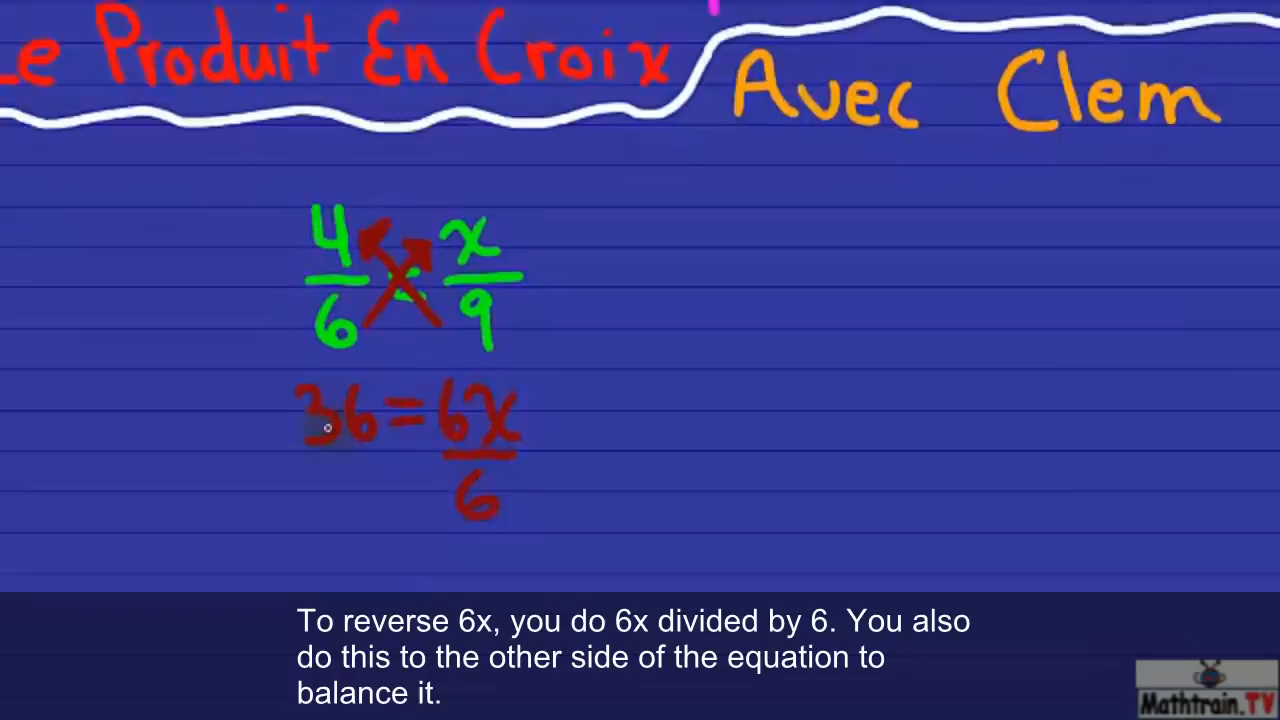 Le Produit En Croix
Avec Clem
4/6 = x/9
36 = 6x/6
To reverse 6x, you do 6x divided by 6. You also
do this to the other side of the equation to
balance it.
Mathtrain.TV